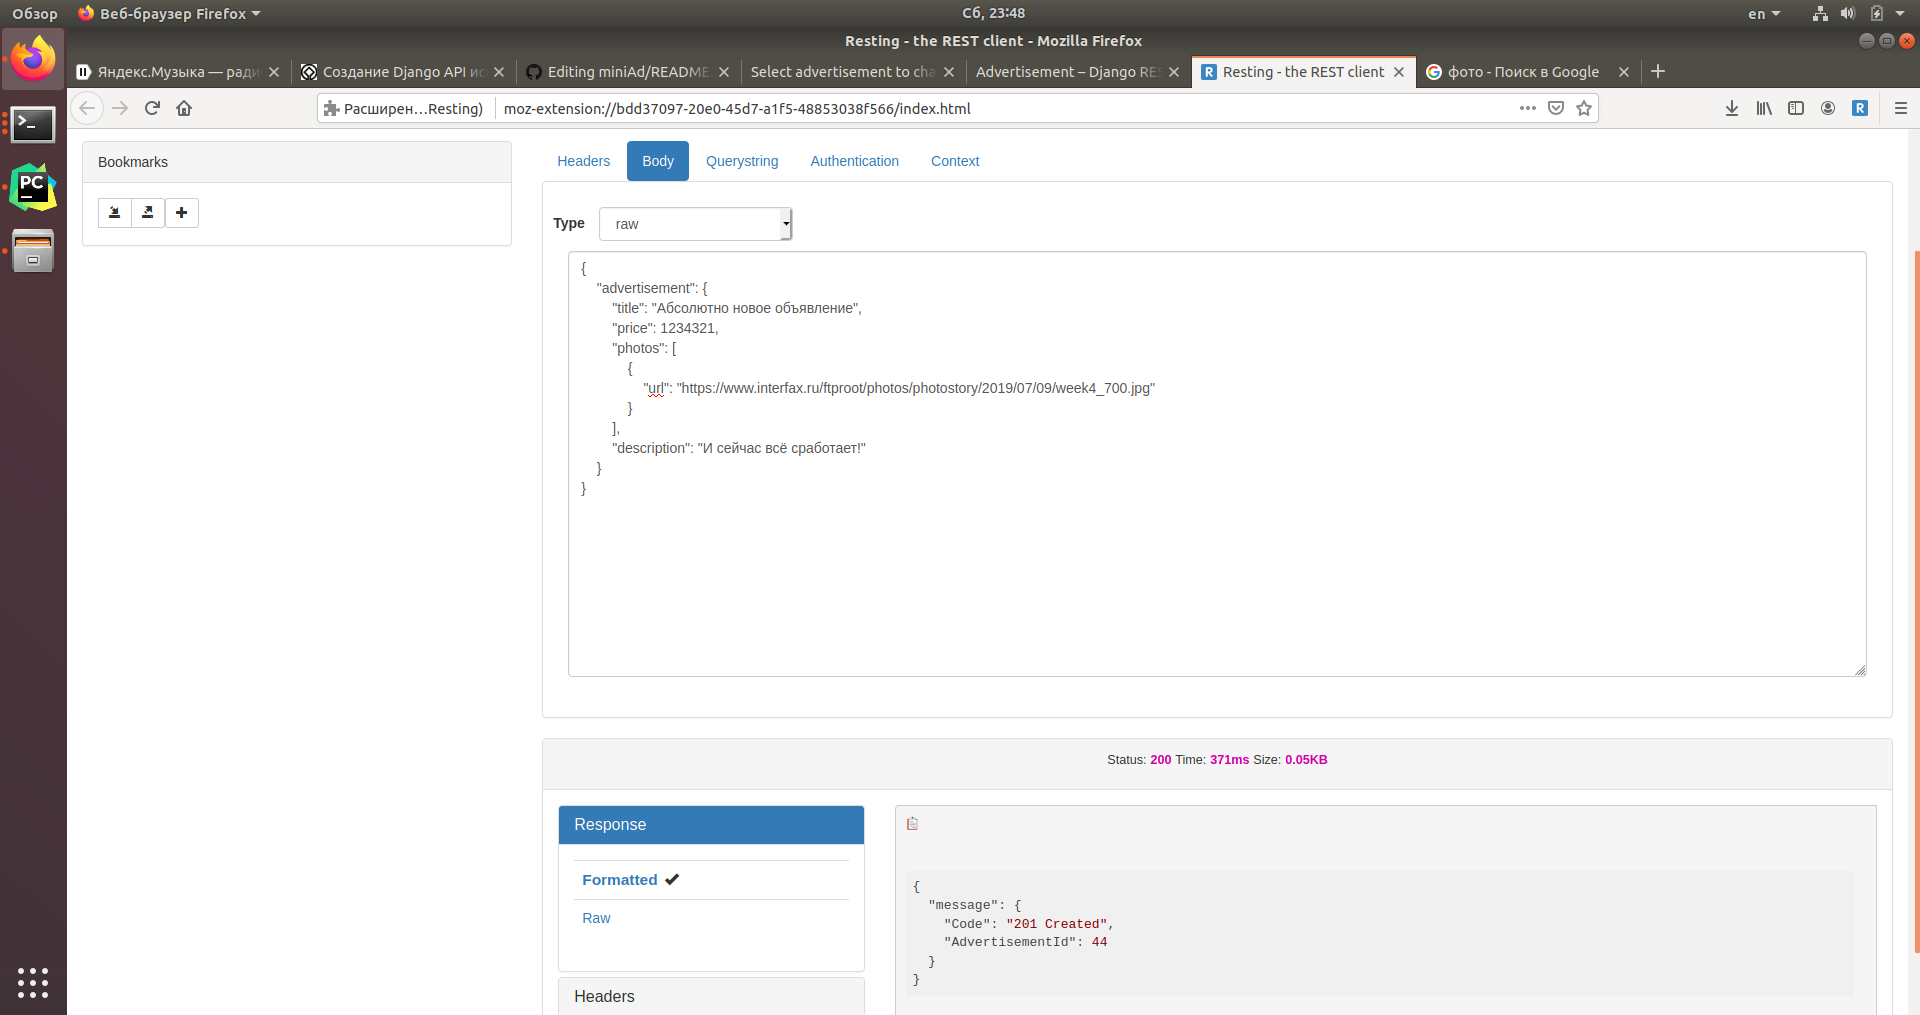 Обзор
Веб-браузер Firefox
Сб, 23:48
en
Resting - the REST client - Mozilla Firefox
Яндекс.Музыка — ради
Создание Django API ис
Editing miniAd/README
Select advertisement to cha
Advertisement – Django RES
R Resting - the REST client
фото - Поиск в Google
Расширен…Resting)
moz-extension://bdd37097-20e0-45d7-a1f5-48853038f566/index.html
R
PC
Bookmarks
Headers
Body
Querystring
Authentication
Context
Type
raw
{
"advertisement": {
"title": "Абсолютно новое объявление",
"price": 1234321,
"photos": [
{
"url": "https://www.interfax.ru/ftproot/photos/photostory/2019/07/09/week4_700.jpg"
}
],
"description": "И сейчас всё сработает!"
}
}
Status: 200 Time: 371ms Size: 0.05KB
Response
Formatted
Raw
Headers
{
"message": {
"Code": "201 Created",
"AdvertisementId": 44
}
}